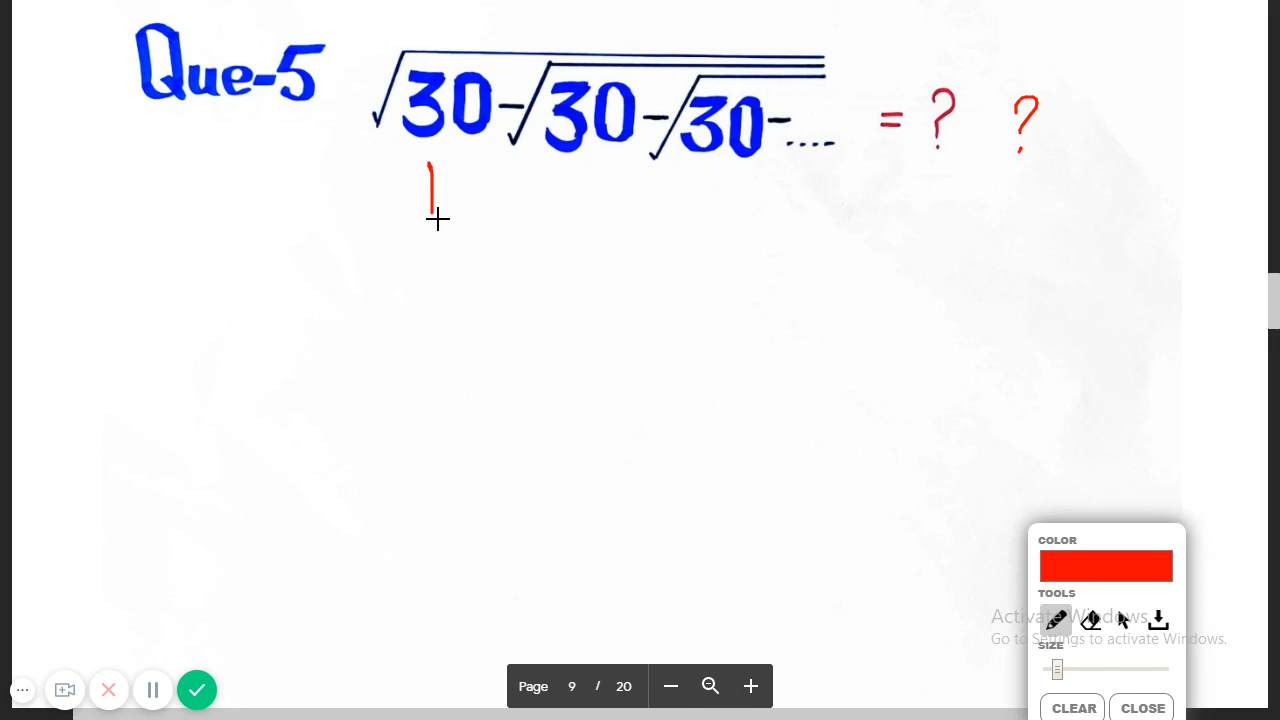 Que-5 √30-√30-√30-.... = ? ?
COLOR
TOOLS
Activate Windows
Go to Settings to activate Windows.
SIZE
Page 9 / 20
CLEAR CLOSE